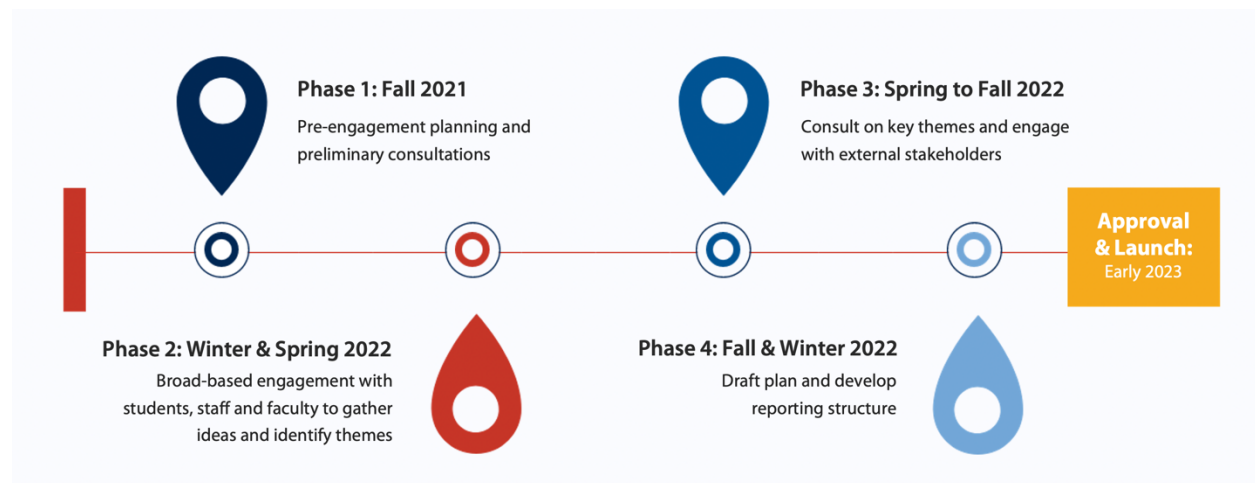 Phase 1: Fall 2021
Pre-engagement planning and
preliminary consultations
Phase 2: Winter & Spring 2022
Broad-based engagement with
students, staff and faculty to gather
ideas and identify themes
Phase 3: Spring to Fall 2022
Consult on key themes and engage
with external stakeholders
Phase 4: Fall & Winter 2022
Draft plan and develop
reporting structure
Approval
& Launch:
Early 2023